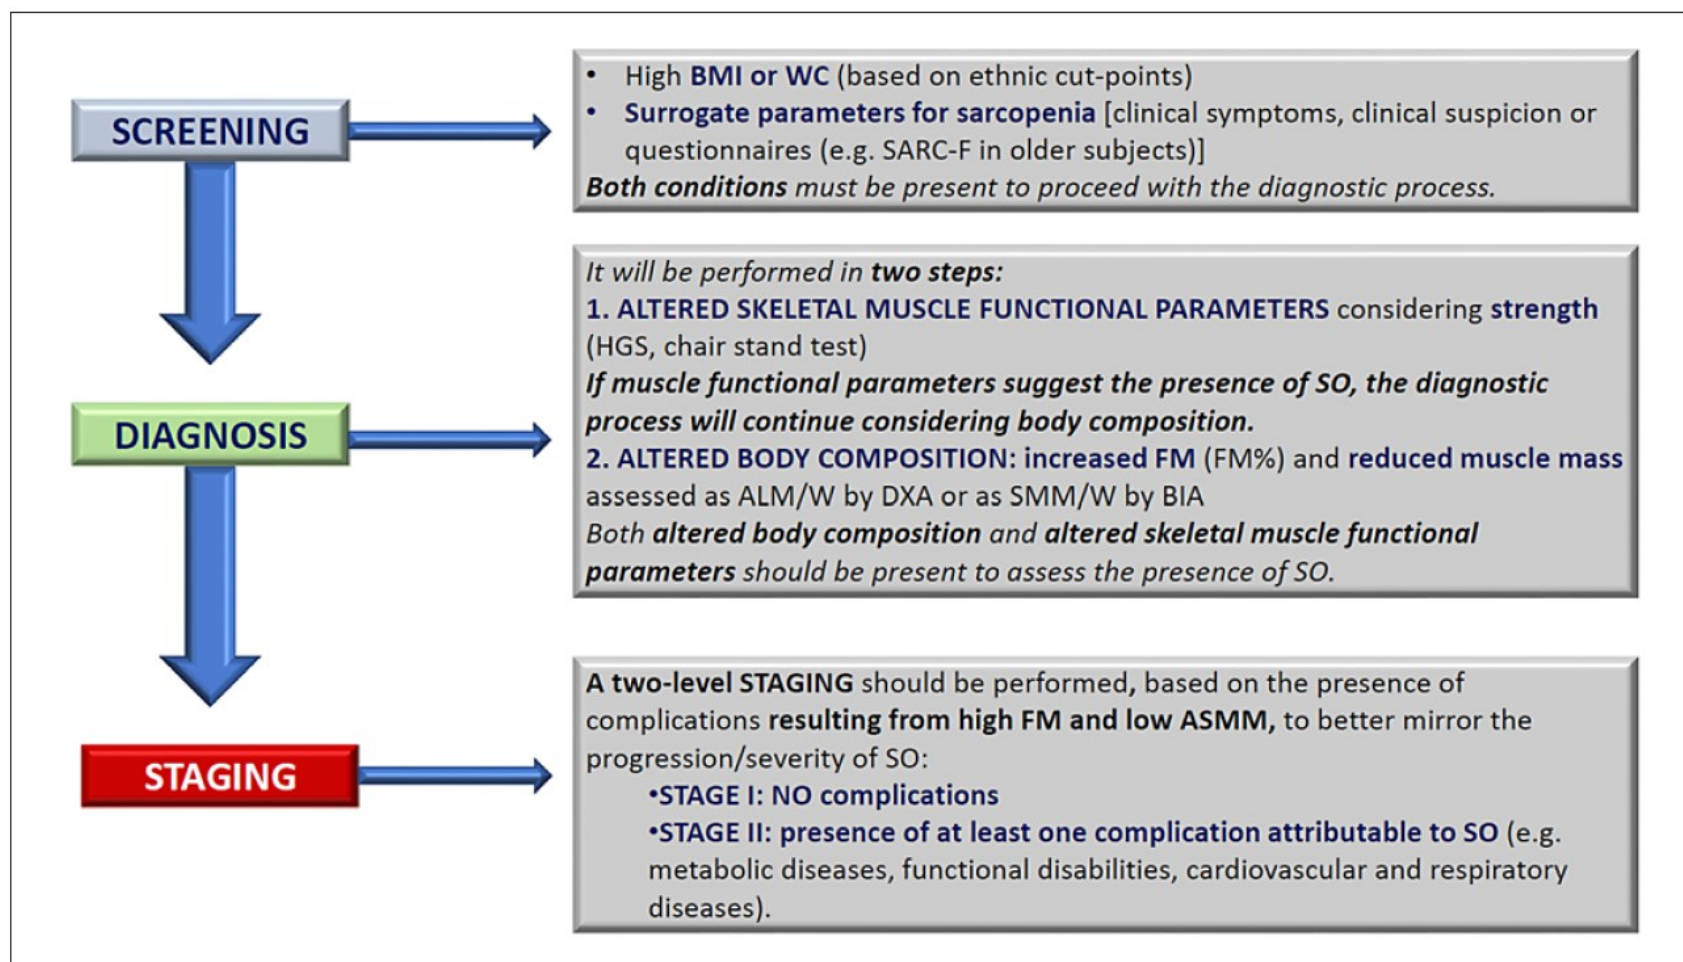 SCREENING
• High BMI or WC (based on ethnic cut-points)
• Surrogate parameters for sarcopenia [clinical symptoms, clinical suspicion or
questionnaires (e.g. SARC-F in older subjects)]
Both conditions must be present to proceed with the diagnostic process.
DIAGNOSIS
It will be performed in two steps:
1. ALTERED SKELETAL MUSCLE FUNCTIONAL PARAMETERS considering strength
(HGS, chair stand test)
If muscle functional parameters suggest the presence of SO, the diagnostic
process will continue considering body composition.
2. ALTERED BODY COMPOSITION: increased FM (FM%) and reduced muscle mass
assessed as ALM/W by DXA or as SMM/W by BIA
Both altered body composition and altered skeletal muscle functional
parameters should be present to assess the presence of SO.
STAGING
A two-level STAGING should be performed, based on the presence of
complications resulting from high FM and low ASMM, to better mirror the
progression/severity of SO:
•STAGE I: NO complications
•STAGE II: presence of at least one complication attributable to SO (e.g.
metabolic diseases, functional disabilities, cardiovascular and respiratory
diseases).